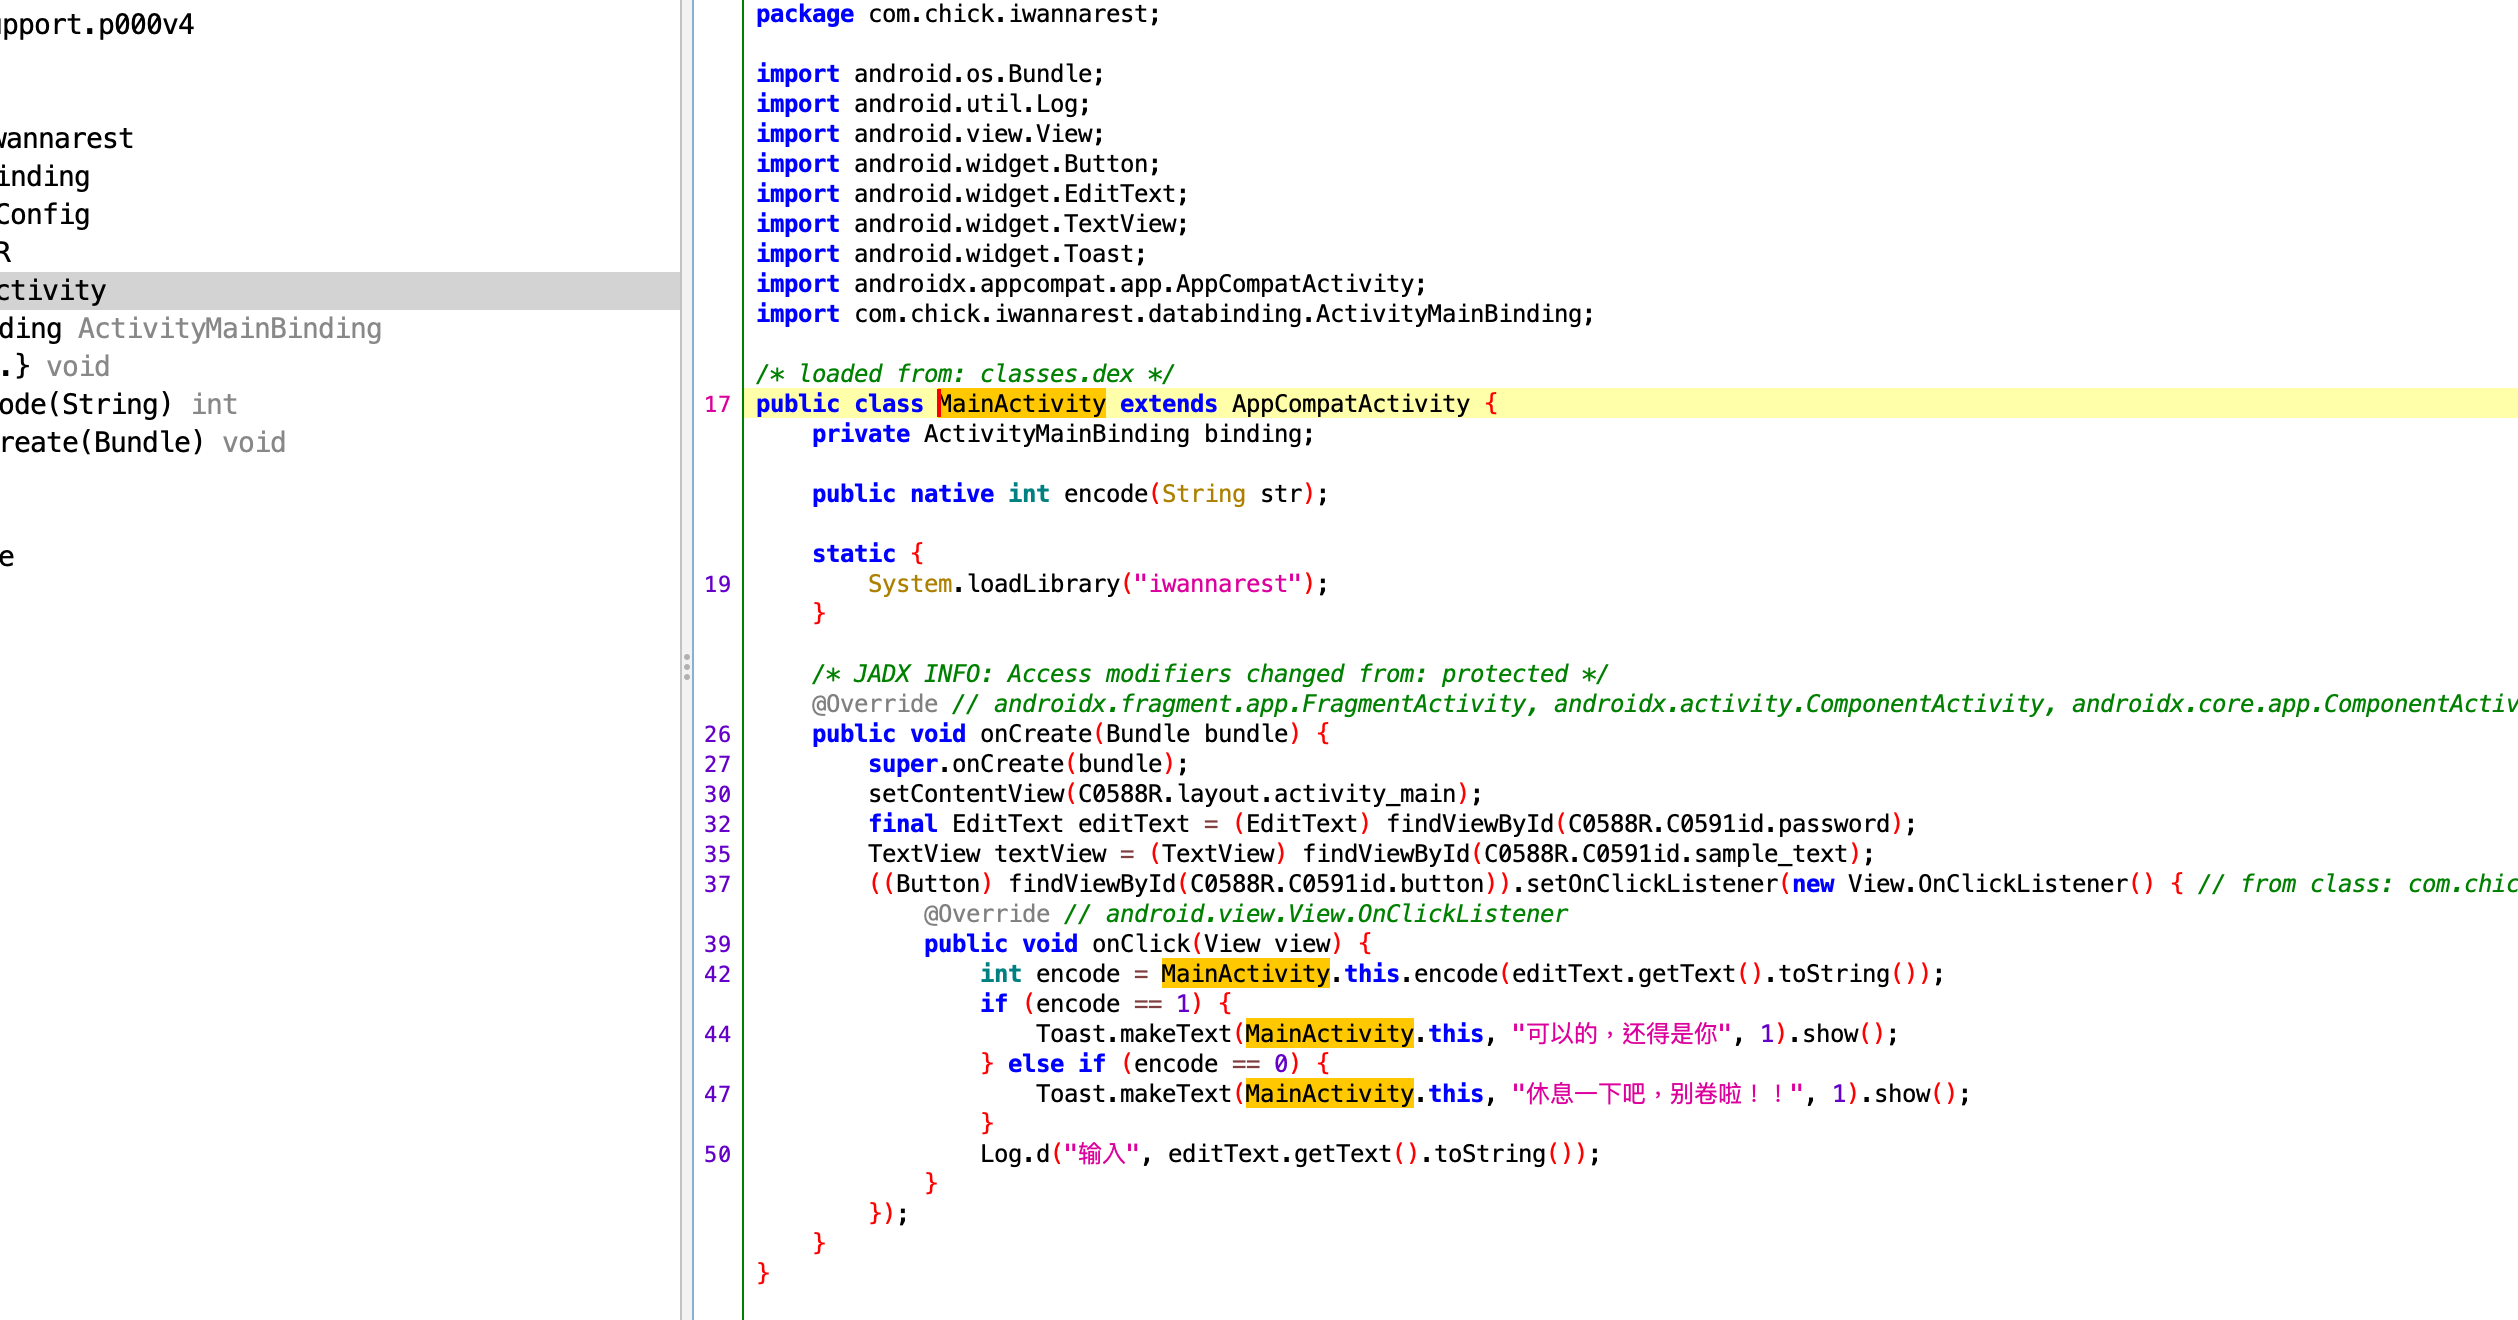 pport.p000v4
wannarest
inding
Config
R
ctivity
ding ActivityMainBinding
.} void
ode(String) int
reate(Bundle) void
e
package com.chick.iwannarest;
import android.os.Bundle;
import android.util.Log;
import android.view.View;
import android.widget.Button;
import android.widget.EditText;
import android.widget.TextView;
import android.widget.Toast;
import androidx.appcompat.app.AppCompatActivity;
import com.chick.iwannarest.databinding.ActivityMainBinding;
/* loaded from: classes.dex */
17 public class MainActivity extends AppCompatActivity {
private ActivityMainBinding binding;
public native int encode(String str);
static {
19 System.loadLibrary("iwannarest");
}
/* JADX INFO: Access modifiers changed from: protected */
@Override // androidx.fragment.app.FragmentActivity, androidx.activity.ComponentActivity, androidx.core.app.ComponentActiv
26 public void onCreate(Bundle bundle) {
27 super.onCreate(bundle);
30 setContentView(C0588R.layout.activity_main);
32 final EditText editText = (EditText) findViewById(C0588R.C0591id.password);
35 TextView textView = (TextView) findViewById(C0588R.C0591id.sample_text);
37 ((Button) findViewById(C0588R.C0591id.button)).setOnClickListener(new View.OnClickListener() { // from class: com.chic
@Override // android.view.View.OnClickListener
39 public void onClick(View view) {
42 int encode = MainActivity.this.encode(editText.getText().toString());
if (encode == 1) {
44 Toast.makeText(MainActivity.this, "可以的，还得是你", 1).show();
} else if (encode == 0) {
47 Toast.makeText(MainActivity.this, "休息一下吧，别卷啦！！", 1).show();
}
50 Log.d("输入", editText.getText().toString());
}
});
}
}